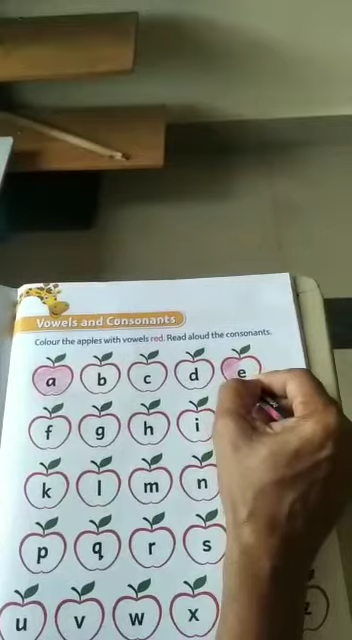 Vowels and Consonants
Colour the apples with vowels red. Read aloud the consonants.
a b c d e
f g h i
k l m n
p q r s
u v w x z